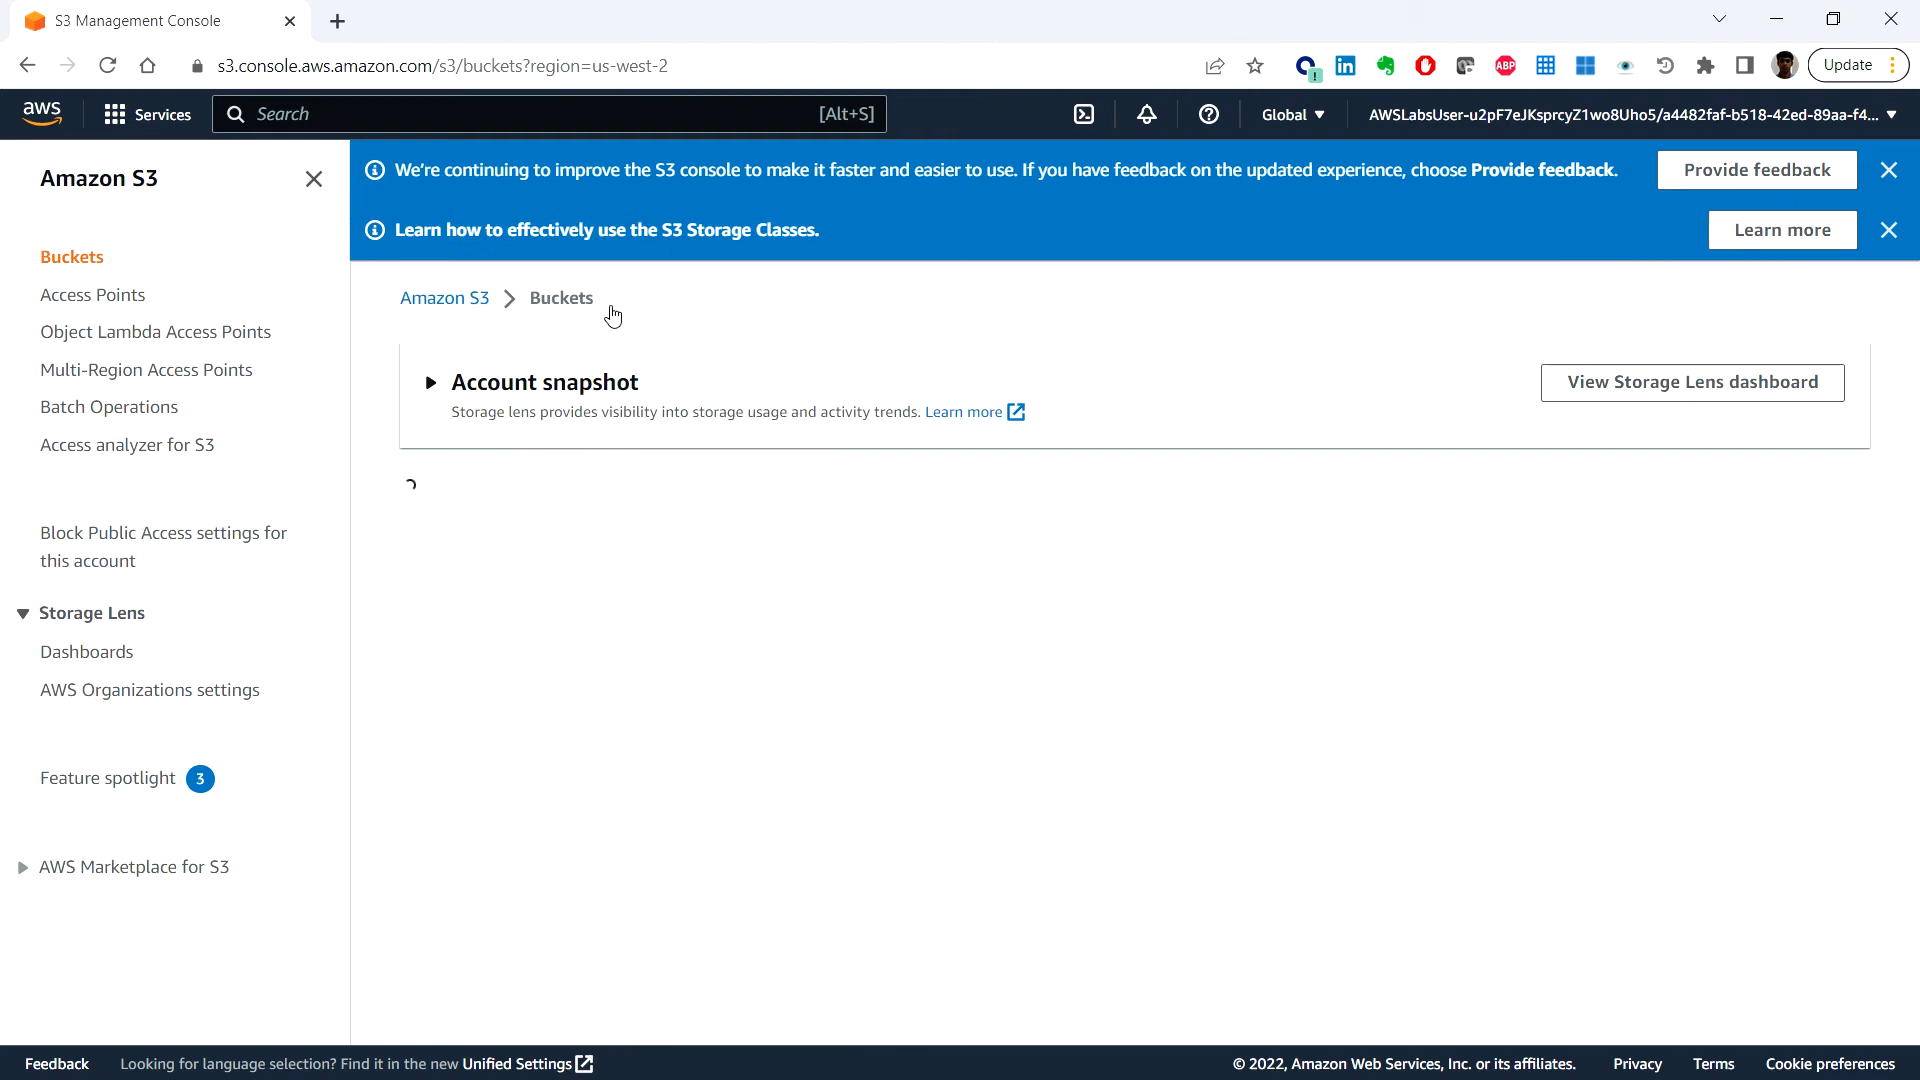 S3 Management Console
s3.console.aws.amazon.com/s3/buckets?region=us-west-2
ABP
Update
aws
Services
Search
[Alt+S]
Global
AWSLabsUser-u2pF7eJKsprcyZ1wo8Uho5/a4482faf-b518-42ed-89aa-f4...
Amazon S3
Buckets
Access Points
Object Lambda Access Points
Multi-Region Access Points
Batch Operations
Access analyzer for S3
Block Public Access settings for
this account
Storage Lens
Dashboards
AWS Organizations settings
Feature spotlight 3
AWS Marketplace for S3
We're continuing to improve the S3 console to make it faster and easier to use. If you have feedback on the updated experience, choose Provide feedback.
Provide feedback
Learn how to effectively use the S3 Storage Classes.
Learn more
Amazon S3 > Buckets
Account snapshot
Storage lens provides visibility into storage usage and activity trends. Learn more
View Storage Lens dashboard
Feedback
Looking for language selection? Find it in the new Unified Settings
© 2022, Amazon Web Services, Inc. or its affiliates.
Privacy
Terms
Cookie preferences